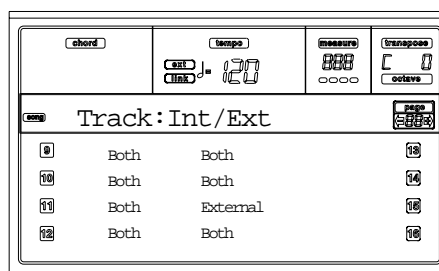 chord tempo measure transpose
ext
link
♩= 120 888 C 0
octave
song Track:Int/Ext page
88
9 Both Both 13
10 Both Both 14
11 Both External 15
12 Both Both 16